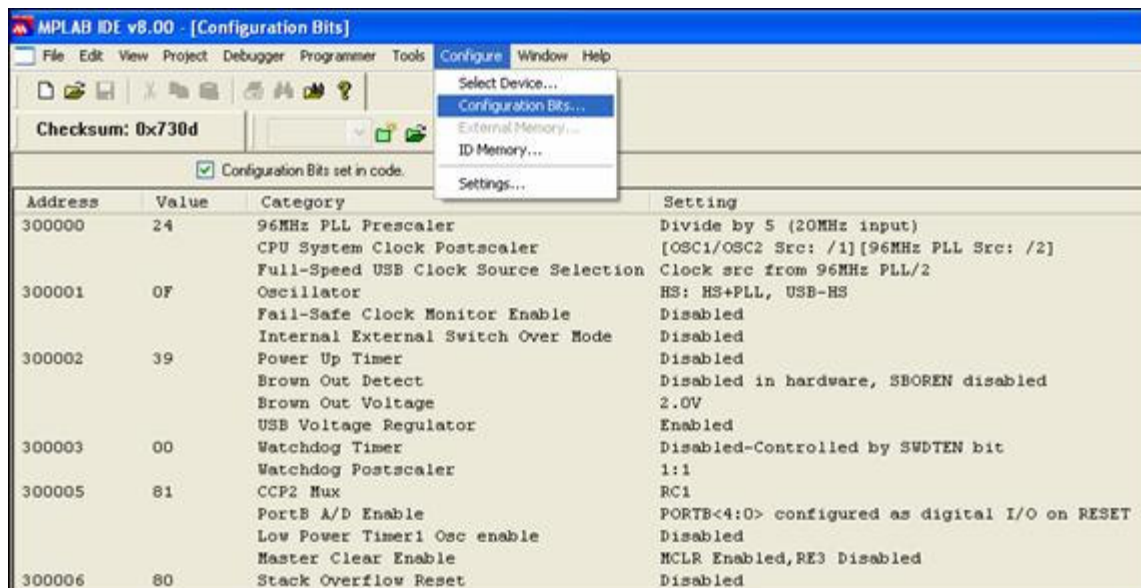 MPLAB IDE v8.00 - [Configuration Bits]
File Edit View Project Debugger Programmer Tools Configure Window Help
Select Device...
Configuration Bits...
External Memory...
ID Memory...
Settings...
Checksum: 0x730d
Configuration Bits set in code.
Address Value Category Setting
300000 24 96MHz PLL Prescaler Divide by 5 (20MHz input)
CPU System Clock Postscaler [OSC1/OSC2 Src: /1][96MHz PLL Src: /2]
Full-Speed USB Clock Source Selection Clock src from 96MHz PLL/2
300001 0F Oscillator HS: HS+PLL, USB-HS
Fail-Safe Clock Monitor Enable Disabled
Internal External Switch Over Mode Disabled
300002 39 Power Up Timer Disabled
Brown Out Detect Disabled in hardware, SBOREN disabled
Brown Out Voltage 2.0V
USB Voltage Regulator Enabled
300003 00 Watchdog Timer Disabled-Controlled by SWDTEN bit
Watchdog Postscaler 1:1
300005 81 CCP2 Mux RC1
PortB A/D Enable PORTB<4:0> configured as digital I/O on RESET
Low Power Timer1 Osc enable Disabled
Master Clear Enable MCLR Enabled,RE3 Disabled
300006 80 Stack Overflow Reset Disabled